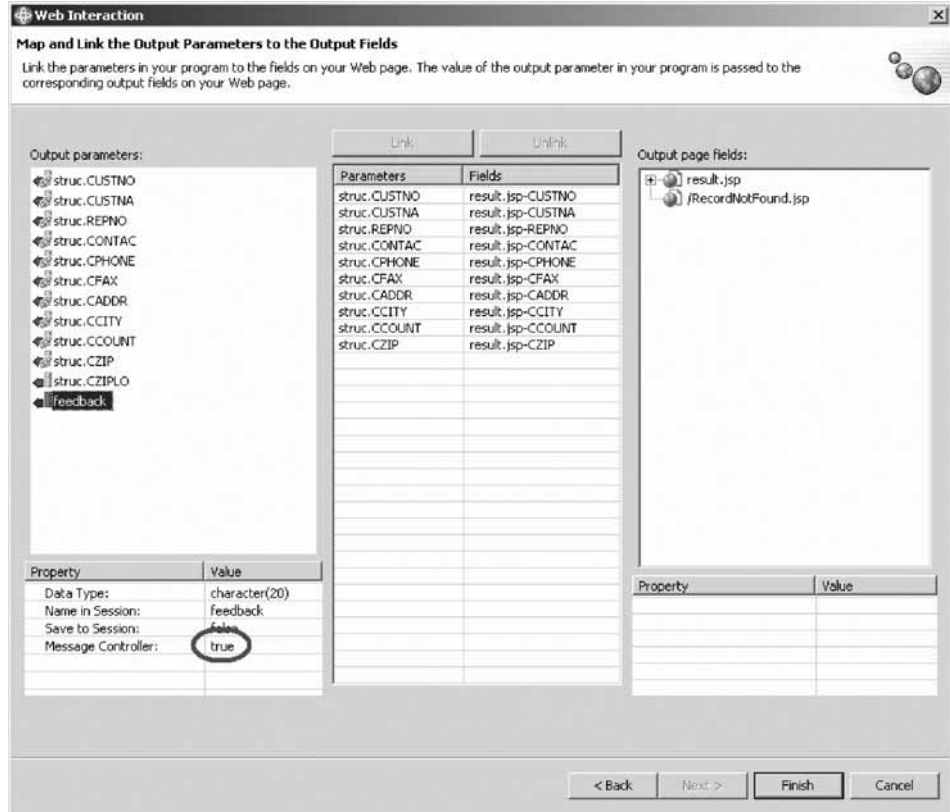 Web Interaction
Map and Link the Output Parameters to the Output Fields
Link the parameters in your program to the fields on your Web page. The value of the output parameter in your program is passed to the
corresponding output fields on your Web page.
Output parameters:
struc.CUSTNO
struc.CUSTNA
struc.REPNO
struc.CONTAC
struc.CPHONE
struc.CFAX
struc.CADDR
struc.CCITY
struc.CCOUNT
struc.CZIP
struc.CZIPLO
feedback
Property Value
Data Type: character(20)
Name in Session: feedback
Save to Session: false
Message Controller: true
Link Unlink
Parameters Fields
struc.CUSTNO result.jsp-CUSTNO
struc.CUSTNA result.jsp-CUSTNA
struc.REPNO result.jsp-REPNO
struc.CONTAC result.jsp-CONTAC
struc.CPHONE result.jsp-CPHONE
struc.CFAX result.jsp-CFAX
struc.CADDR result.jsp-CADDR
struc.CCITY result.jsp-CCITY
struc.CCOUNT result.jsp-CCOUNT
struc.CZIP result.jsp-CZIP
Output page fields:
result.jsp
/RecordNotFound.jsp
Property Value
< Back Next > Finish Cancel